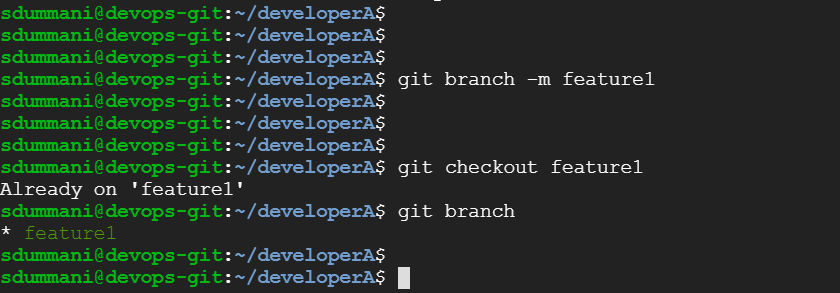 sdummani@devops-git:~/developerA$
sdummani@devops-git:~/developerA$
sdummani@devops-git:~/developerA$
sdummani@devops-git:~/developerA$ git branch -m feature1
sdummani@devops-git:~/developerA$
sdummani@devops-git:~/developerA$
sdummani@devops-git:~/developerA$
sdummani@devops-git:~/developerA$ git checkout feature1
Already on 'feature1'
sdummani@devops-git:~/developerA$ git branch
* feature1
sdummani@devops-git:~/developerA$
sdummani@devops-git:~/developerA$